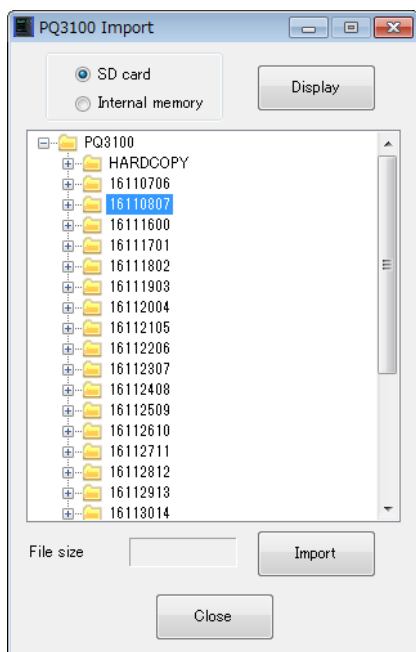 PQ3100 Import
SD card
Internal memory
Display
PQ3100
HARDCOPY
16110706
16110807
16111600
16111701
16111802
16111903
16112004
16112105
16112206
16112307
16112408
16112509
16112610
16112711
16112812
16112913
16113014
File size
Import
Close